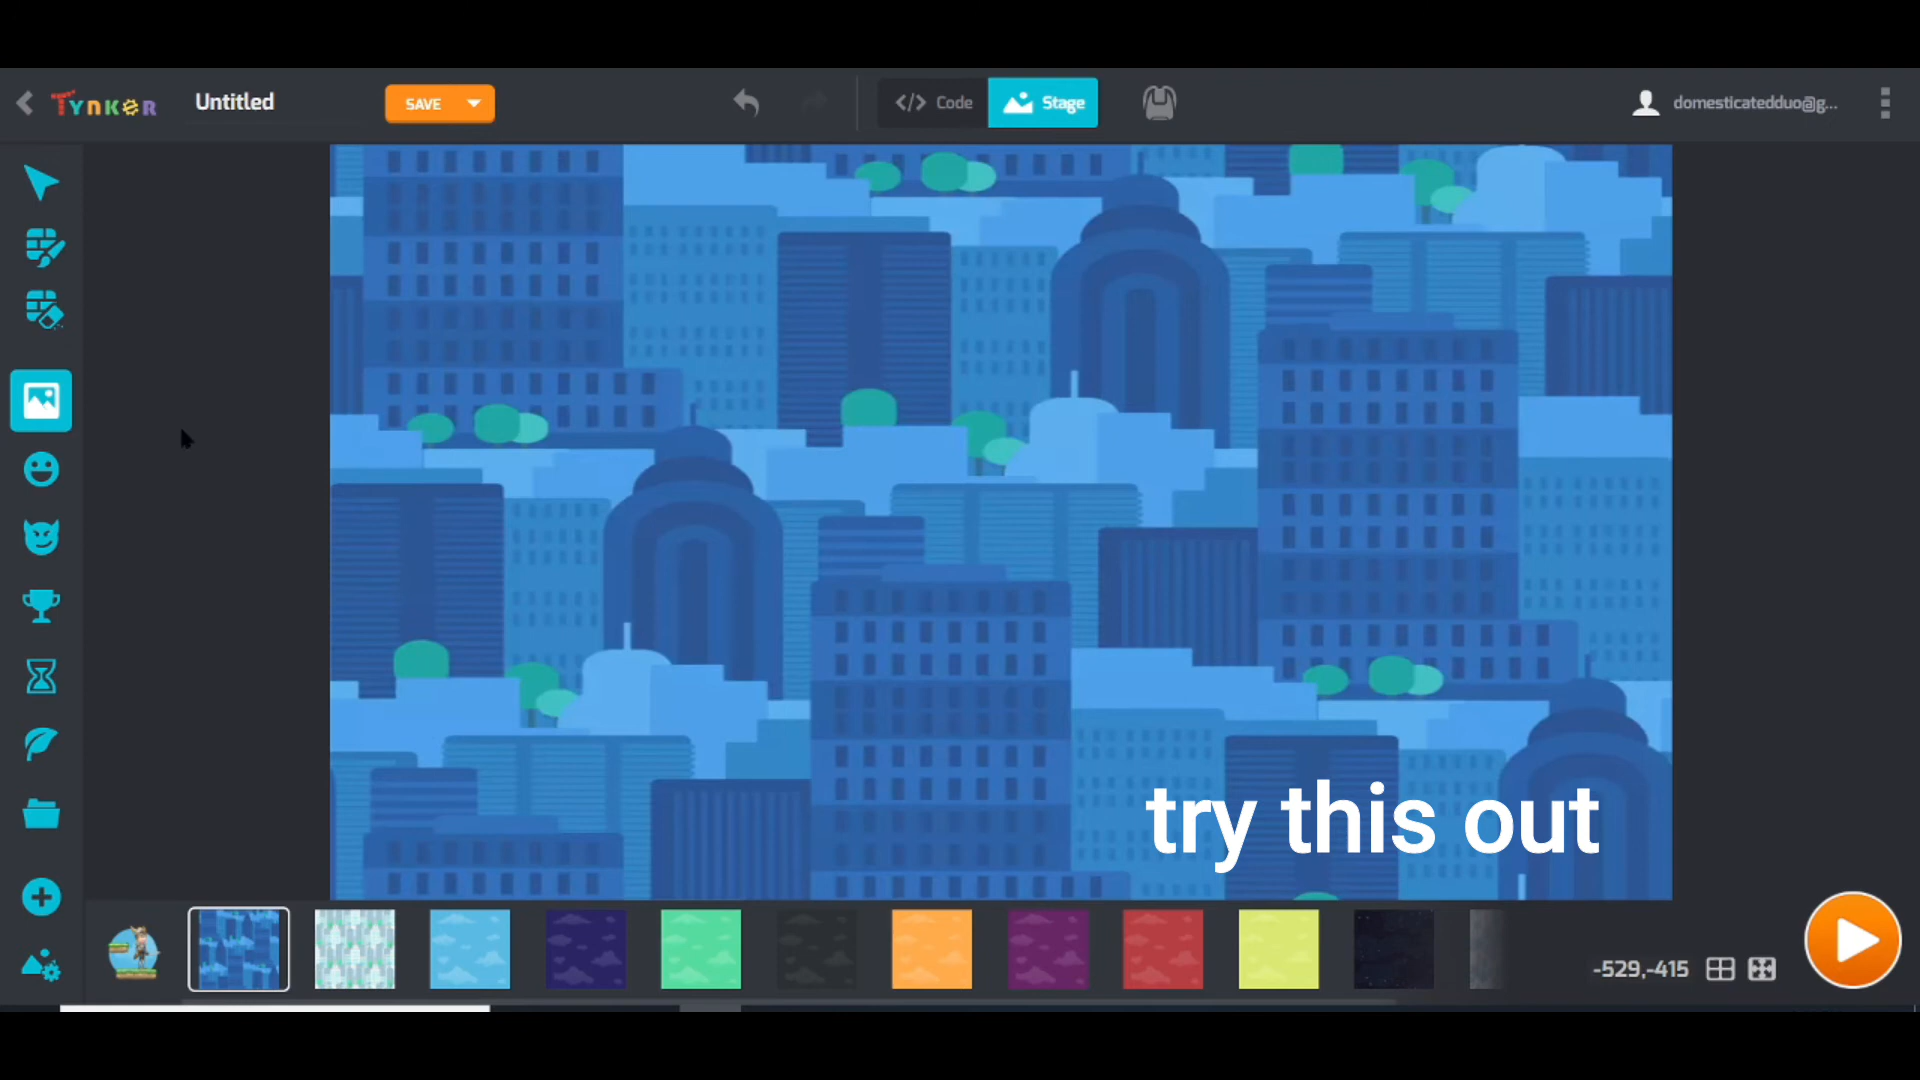 TYNKER
Untitled
SAVE
</> Code
Stage
domesticatedduo@g...
try this out
-529,-415